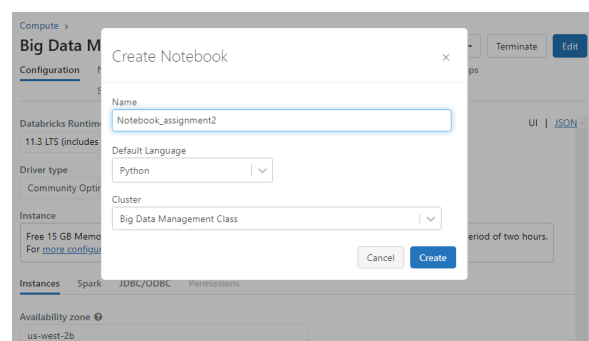 Compute ›
Big Data M
Terminate
Edit
Configuration
ps
Create Notebook
×
Name
Notebook_assignment2
Default Language
Python
Cluster
Big Data Management Class
Cancel
Create
Databricks Runtim
UI | JSON
11.3 LTS (includes
Driver type
Community Optir
Instance
Free 15 GB Memo
eriod of two hours.
For more configu
Instances Spark JDBC/ODBC Permissions
Availability zone
us-west-2b